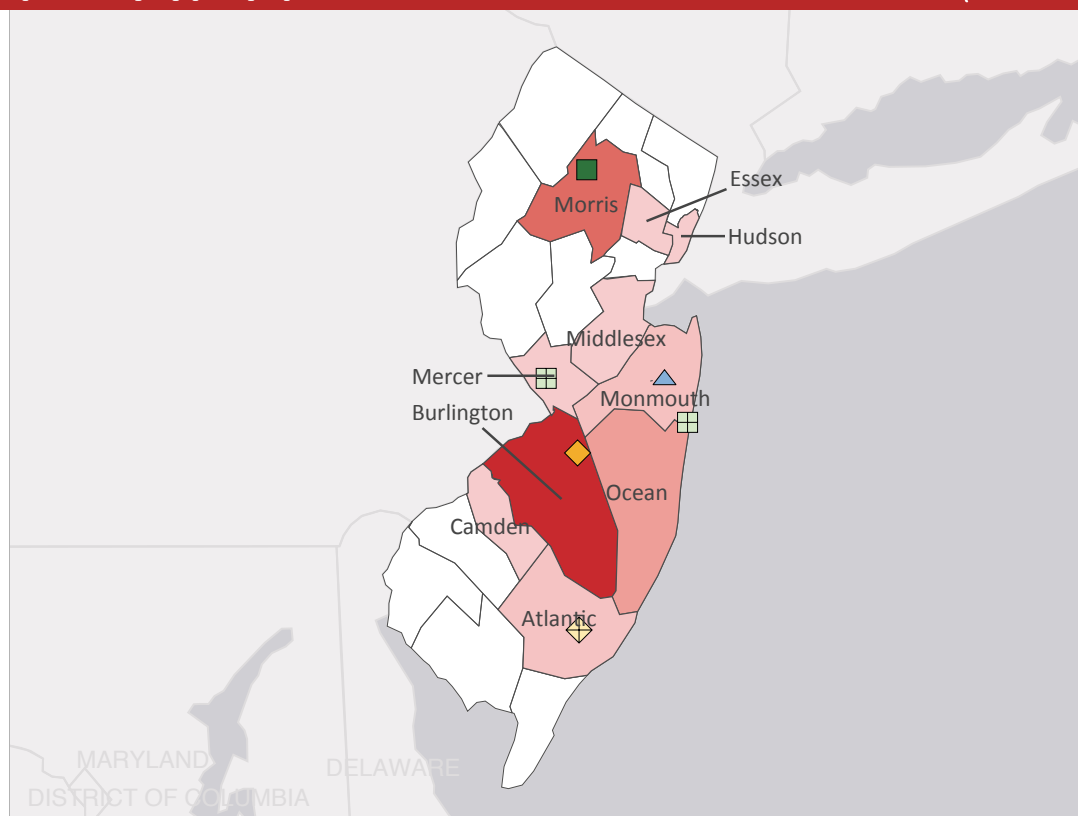 Essex
Morris
Hudson
Middlesex
Mercer
Monmouth
Burlington
Ocean
Camden
Atlantic
MARYLAND
DELAWARE
DISTRICT OF COLUMBIA